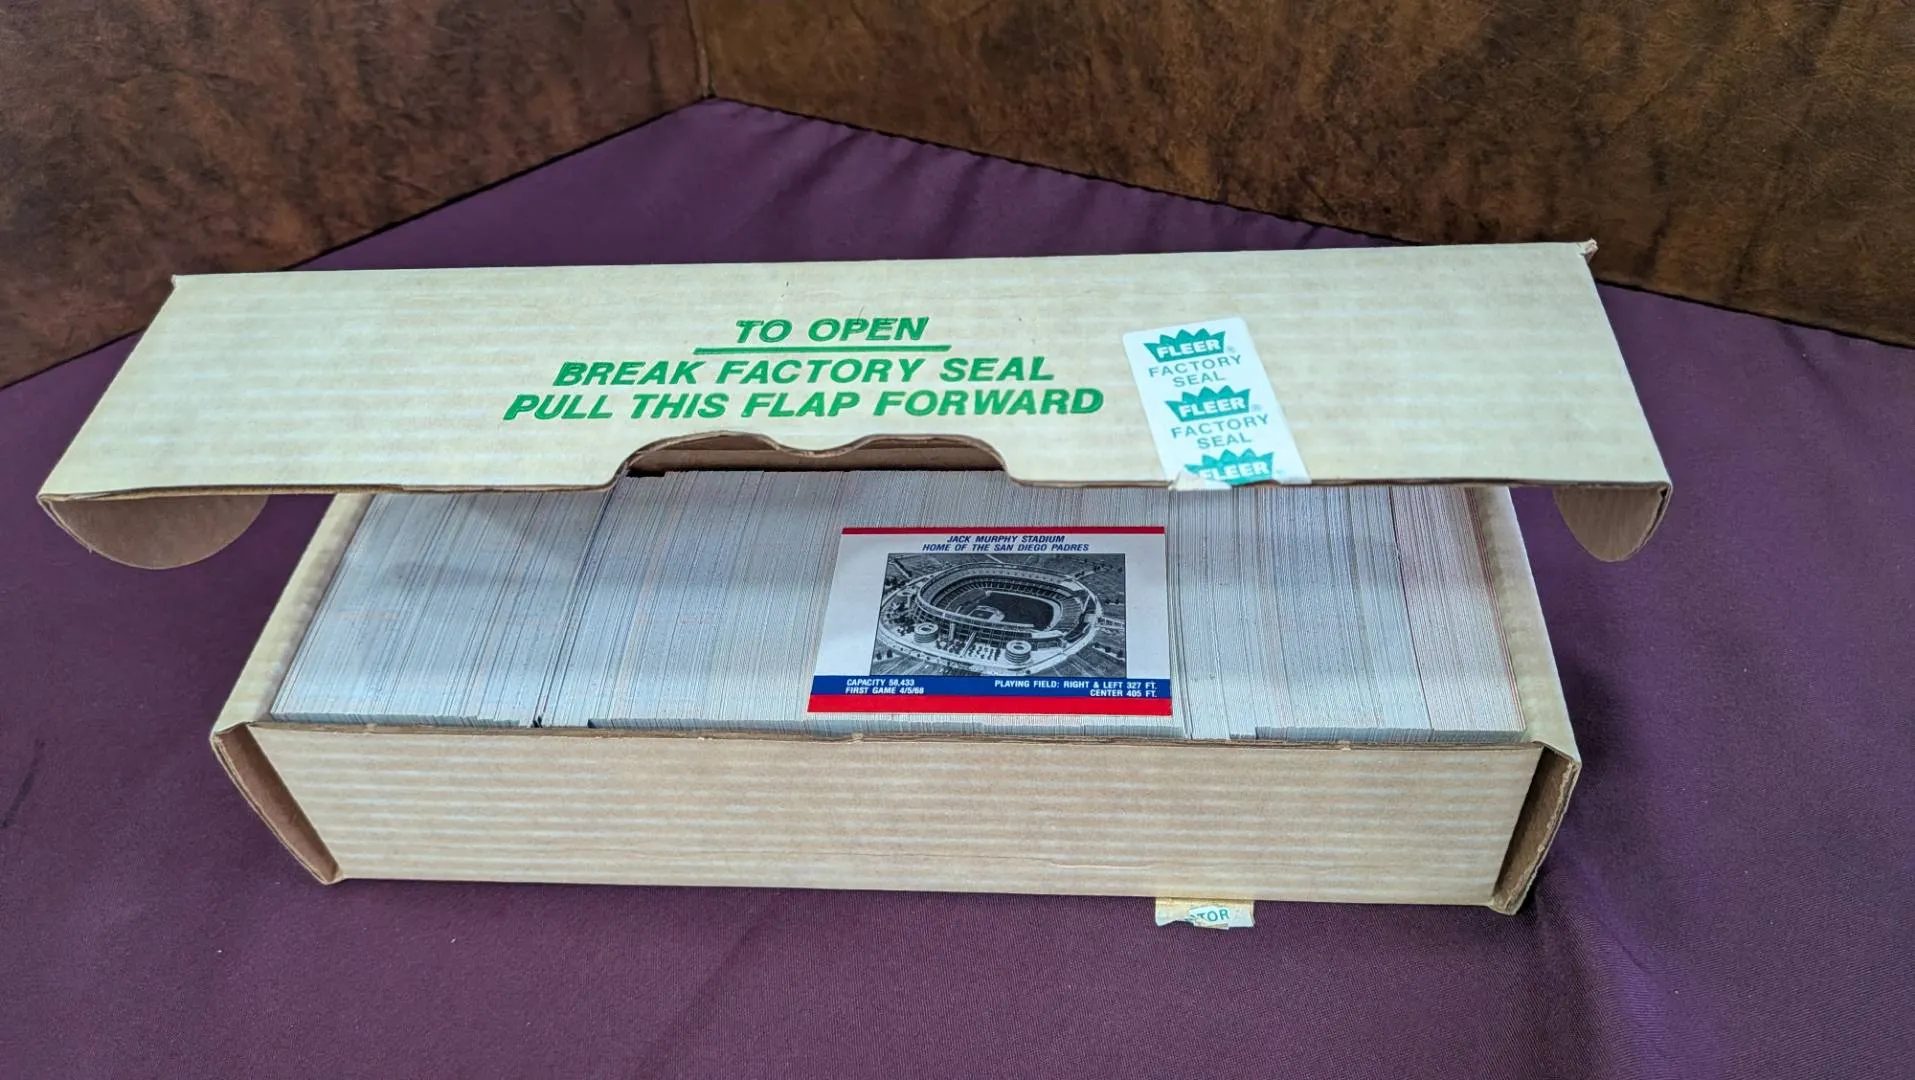 TO OPEN
BREAK FACTORY SEAL
PULL THIS FLAP FORWARD
FLEER®
FACTORY
SEAL
FLEER®
FACTORY
SEAL
FLEER
JACK MURPHY STADIUM
HOME OF THE SAN DIEGO PADRES
CAPACITY 58,433
FIRST GAME 4/5/68
PLAYING FIELD: RIGHT & LEFT 327 FT.
CENTER 405 FT.
TOR